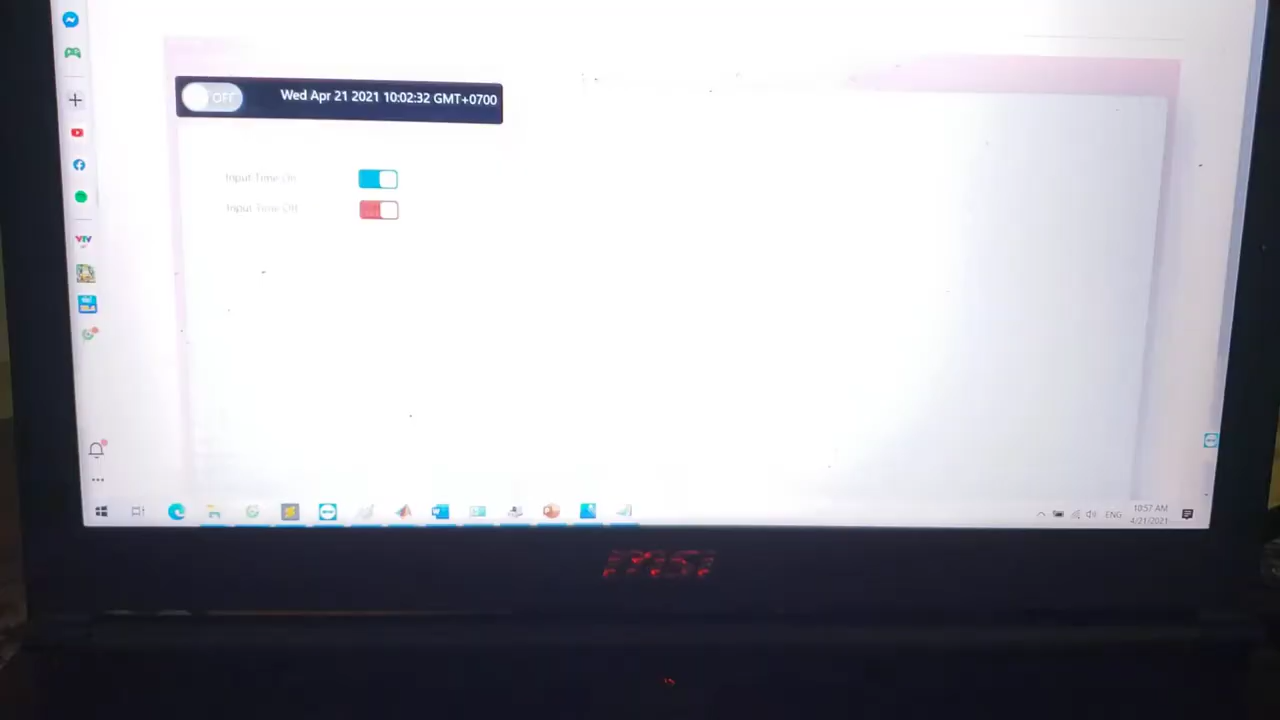 OFF
Wed Apr 21 2021 10:02:32 GMT+0700
Input Time On
Input Time Off
VTV
ENG
10:57 AM
4/21/2021
msi